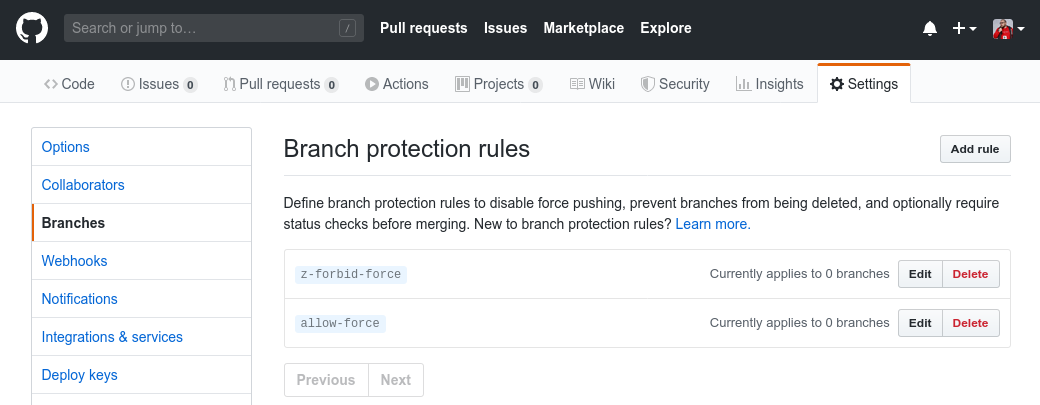 Search or jump to… / Pull requests Issues Marketplace Explore
Code Issues 0 Pull requests 0 Actions Projects 0 Wiki Security Insights Settings
Options
Collaborators
Branches
Webhooks
Notifications
Integrations & services
Deploy keys
Branch protection rules Add rule
Define branch protection rules to disable force pushing, prevent branches from being deleted, and optionally require
status checks before merging. New to branch protection rules? Learn more.
z-forbid-force Currently applies to 0 branches Edit Delete
allow-force Currently applies to 0 branches Edit Delete
Previous Next